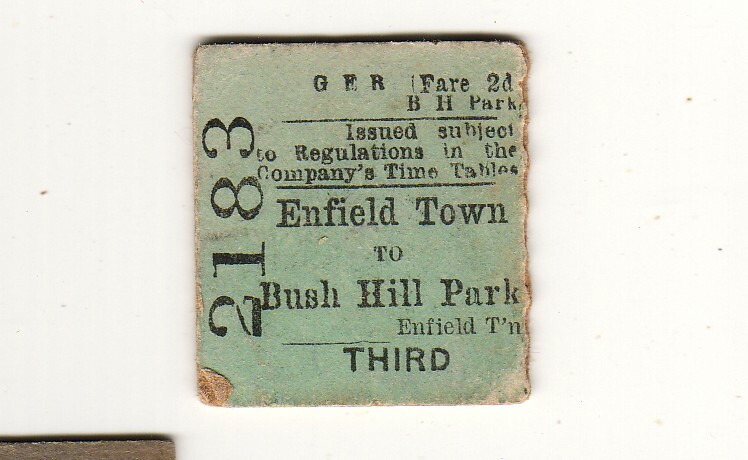 G E R (Fare 2d
B H Park
Issued subject
to Regulations in the
Company's Time Tables
Enfield Town
TO
Bush Hill Park
Enfield T'n
THIRD
2183